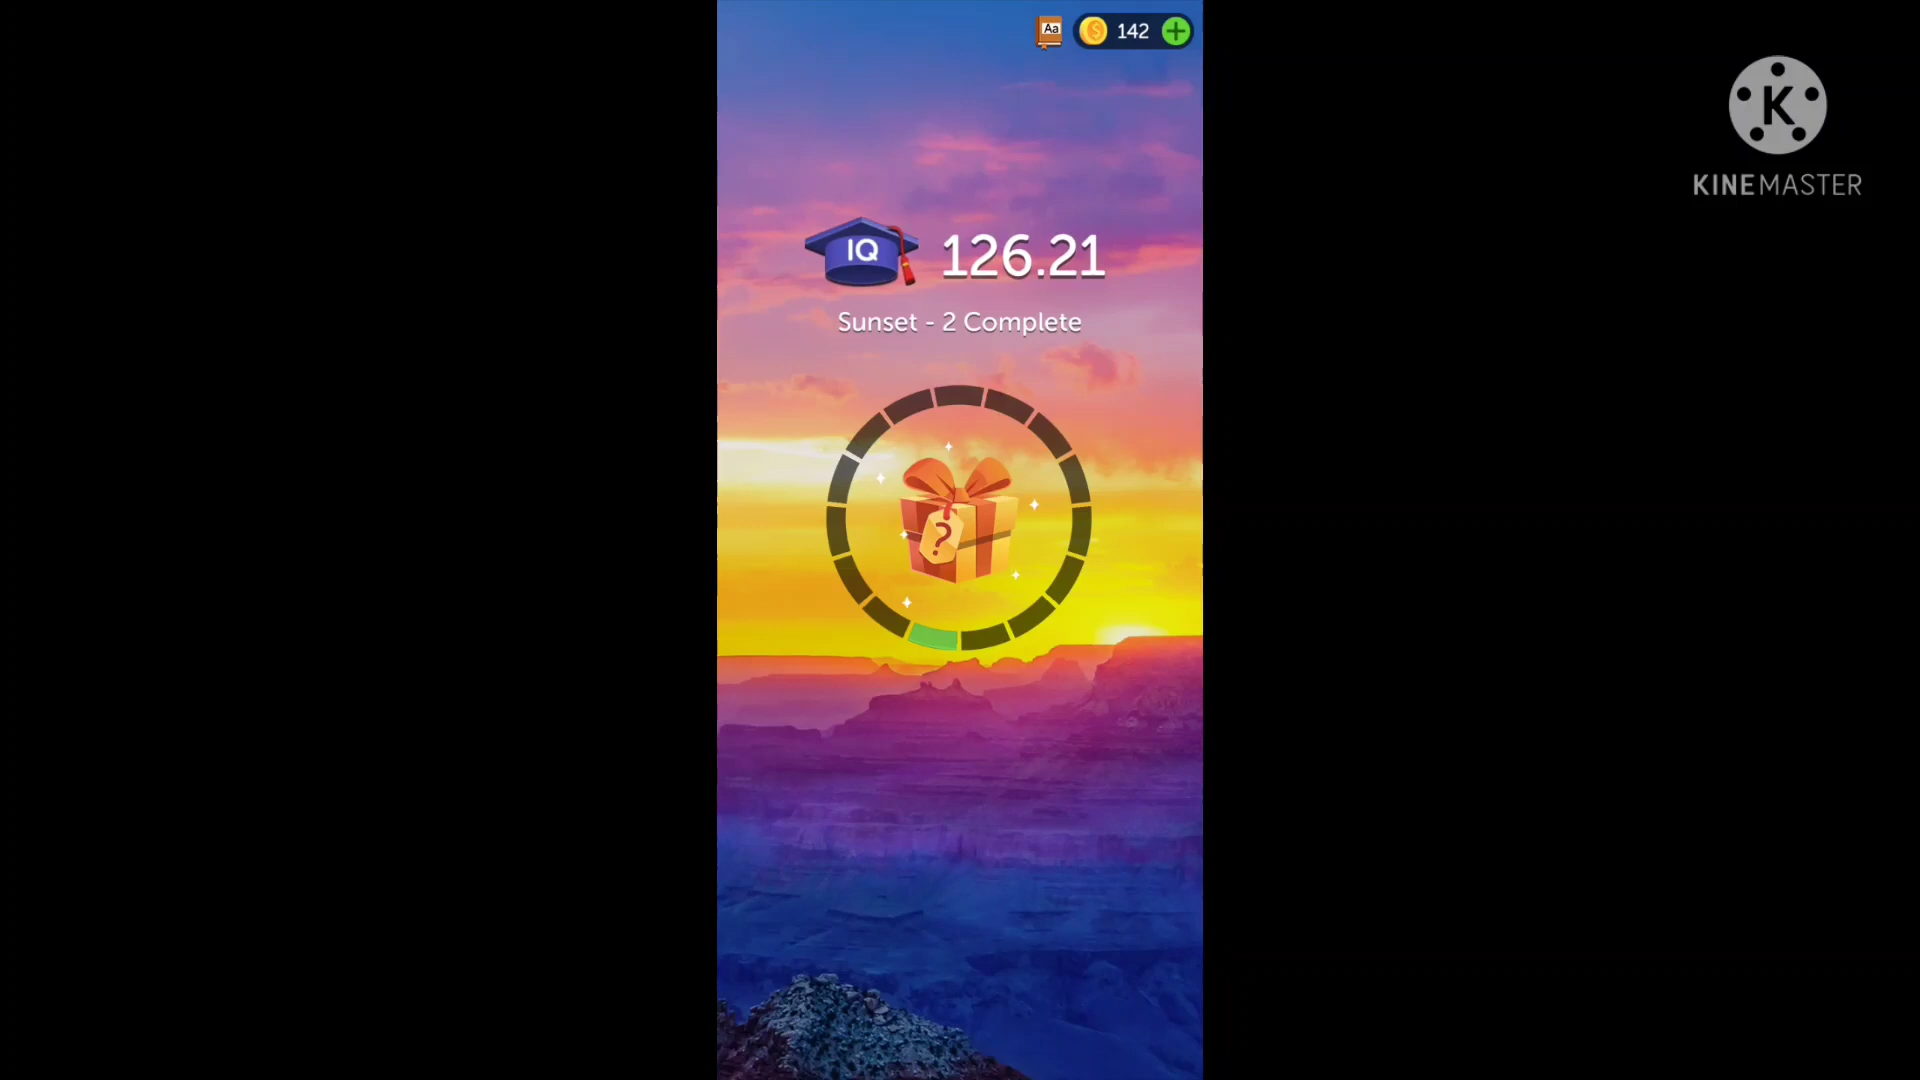 Aa
142
K
KINEMASTER
IQ
126.21
Sunset - 2 Complete
?